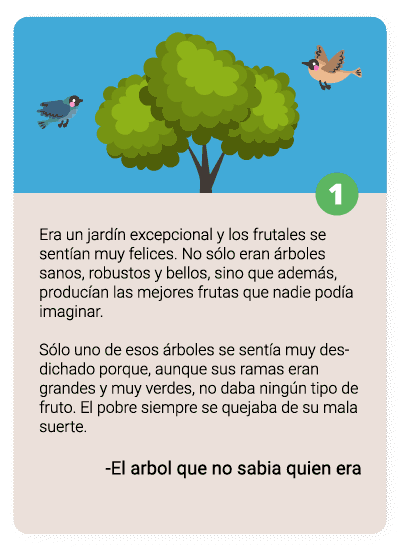 1
Era un jardín excepcional y los frutales se
sentían muy felices. No sólo eran árboles
sanos, robustos y bellos, sino que además,
producían las mejores frutas que nadie podía
imaginar.
Sólo uno de esos árboles se sentía muy des-
dichado porque, aunque sus ramas eran
grandes y muy verdes, no daba ningún tipo de
fruto. El pobre siempre se quejaba de su mala
suerte.
-El arbol que no sabia quien era